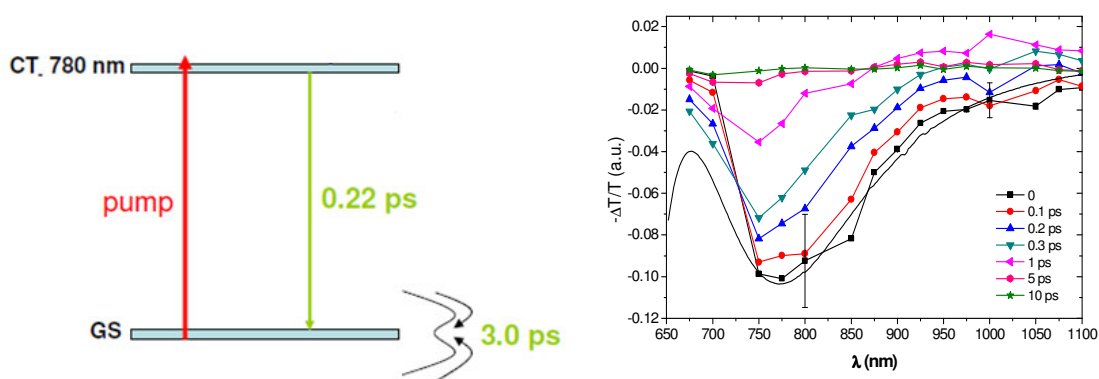 CT_ 780 nm
pump
0.22 ps
GS
3.0 ps
0.02
0.00
-0.02
-0.04
-0.06
-0.08
-0.10
-0.12
-ΔT/T (a.u.)
650 700 750 800 850 900 950 1000 1050 1100
λ (nm)
0
0.1 ps
0.2 ps
0.3 ps
1 ps
5 ps
10 ps